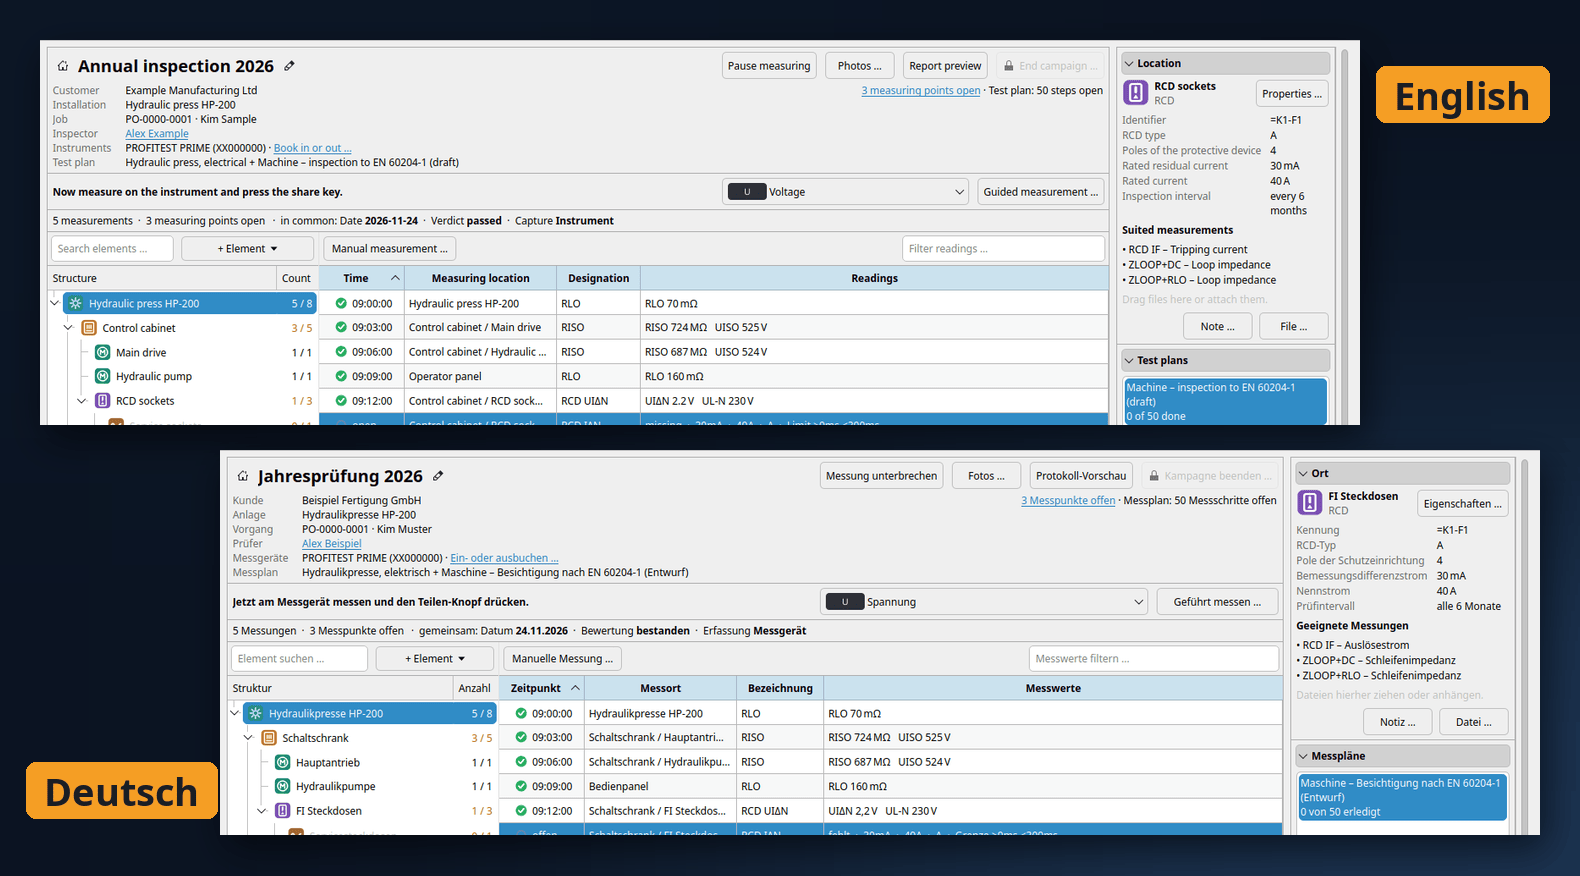 English
Annual inspection 2026
Pause measuring
Photos ...
Report preview
End campaign ...
Customer Example Manufacturing Ltd
3 measuring points open · Test plan: 50 steps open
Installation Hydraulic press HP-200
Job PO-0000-0001 · Kim Sample
Inspector Alex Example
Instruments PROFITEST PRIME (XX000000) · Book in or out ...
Test plan Hydraulic press, electrical + Machine – inspection to EN 60204-1 (draft)
Now measure on the instrument and press the share key.
U Voltage
Guided measurement ...
5 measurements · 3 measuring points open · in common: Date 2026-11-24 · Verdict passed · Capture Instrument
Search elements ...
+ Element
Manual measurement ...
Filter readings ...
Structure Count Time Measuring location Designation Readings
Hydraulic press HP-200 5 / 8 09:00:00 Hydraulic press HP-200 RLO RLO 70 mΩ
Control cabinet 3 / 5 09:03:00 Control cabinet / Main drive RISO RISO 724 MΩ UISO 525 V
Main drive 1 / 1 09:06:00 Control cabinet / Hydraulic ... RISO RISO 687 MΩ UISO 524 V
Hydraulic pump 1 / 1 09:09:00 Operator panel RLO RLO 160 mΩ
RCD sockets 1 / 3 09:12:00 Control cabinet / RCD sock... RCD UIΔN UIΔN 2.2 V UL-N 230 V
Location
RCD sockets
RCD
Properties ...
Identifier =K1-F1
RCD type A
Poles of the protective device 4
Rated residual current 30 mA
Rated current 40 A
Inspection interval every 6
months
Suited measurements
• RCD IF – Tripping current
• ZLOOP+DC – Loop impedance
• ZLOOP+RLO – Loop impedance
Drag files here or attach them.
Note ...
File ...
Test plans
Machine – inspection to EN 60204-1
(draft)
0 of 50 done
Deutsch
Jahresprüfung 2026
Messung unterbrechen
Fotos ...
Protokoll-Vorschau
Kampagne beenden ...
Kunde Beispiel Fertigung GmbH
3 Messpunkte offen · Messplan: 50 Messschritte offen
Anlage Hydraulikpresse HP-200
Vorgang PO-0000-0001 · Kim Muster
Prüfer Alex Beispiel
Messgeräte PROFITEST PRIME (XX000000) · Ein- oder ausbuchen ...
Messplan Hydraulikpresse, elektrisch + Maschine – Besichtigung nach EN 60204-1 (Entwurf)
Jetzt am Messgerät messen und den Teilen-Knopf drücken.
U Spannung
Geführt messen ...
5 Messungen · 3 Messpunkte offen · gemeinsam: Datum 24.11.2026 · Bewertung bestanden · Erfassung Messgerät
Element suchen ...
+ Element
Manuelle Messung ...
Messwerte filtern ...
Struktur Anzahl Zeitpunkt Messort Bezeichnung Messwerte
Hydraulikpresse HP-200 5 / 8 09:00:00 Hydraulikpresse HP-200 RLO RLO 70 mΩ
Schaltschrank 3 / 5 09:03:00 Schaltschrank / Hauptantri... RISO RISO 724 MΩ UISO 525 V
Hauptantrieb 1 / 1 09:06:00 Schaltschrank / Hydraulikpu... RISO RISO 687 MΩ UISO 524 V
Hydraulikpumpe 1 / 1 09:09:00 Bedienpanel RLO RLO 160 mΩ
FI Steckdosen 1 / 3 09:12:00 Schaltschrank / FI Steckdos... RCD UIΔN UIΔN 2,2 V UL-N 230 V
Ort
FI Steckdosen
RCD
Eigenschaften ...
Kennung =K1-F1
RCD-Typ A
Pole der Schutzeinrichtung 4
Bemessungsdifferenzstrom 30 mA
Nennstrom 40 A
Prüfintervall alle 6 Monate
Geeignete Messungen
• RCD IF – Auslösestrom
• ZLOOP+DC – Schleifenimpedanz
• ZLOOP+RLO – Schleifenimpedanz
Dateien hierher ziehen oder anhängen.
Notiz ...
Datei ...
Messpläne
Maschine – Besichtigung nach EN 60204-1
(Entwurf)
0 von 50 erledigt